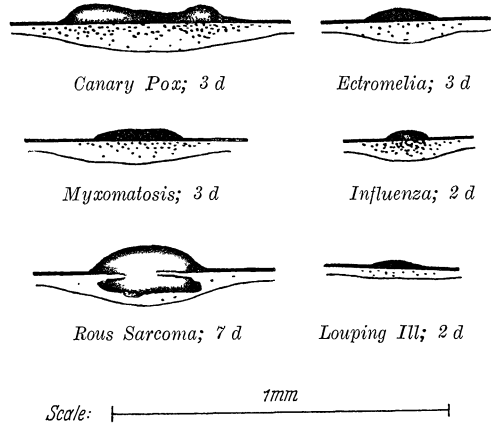 Canary Pox; 3 d
Ectromelia; 3 d
Myxomatosis; 3 d
Influenza; 2 d
Rous Sarcoma; 7 d
Louping Ill; 2 d
1mm
Scale: